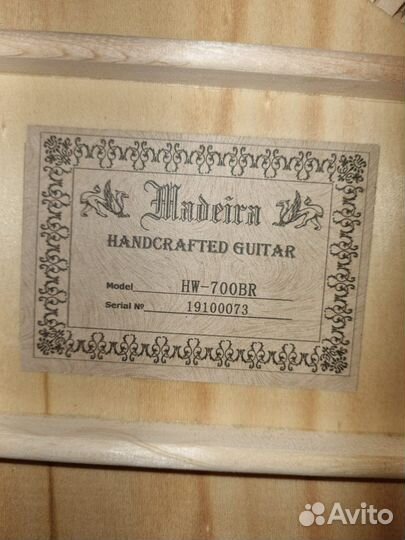 Madeira
HANDCRAFTED GUITAR
Model HW-700BR
Serial № 19100073
Avito